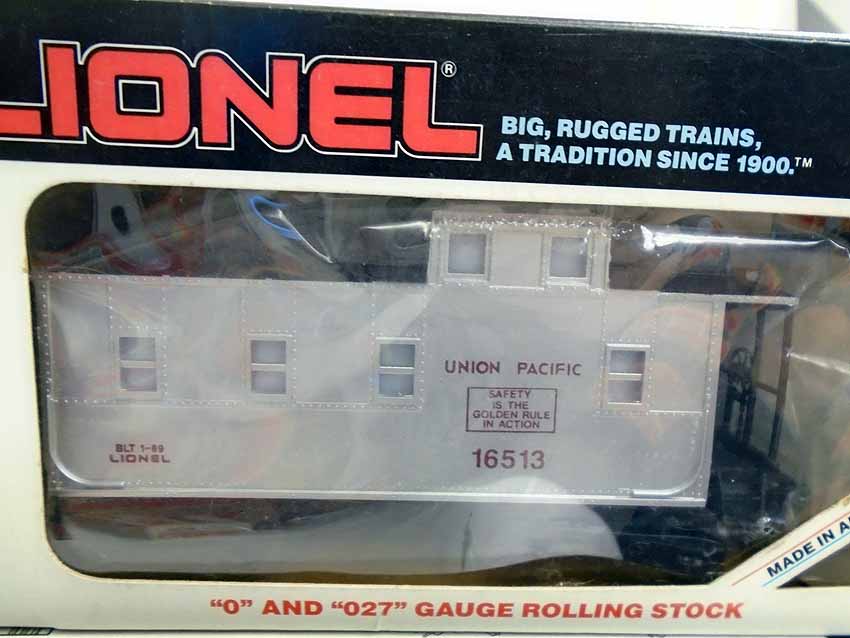 LIONEL®
BIG, RUGGED TRAINS,
A TRADITION SINCE 1900.™
UNION PACIFIC
SAFETY
IS THE
GOLDEN RULE
IN ACTION
16513
BLT 1-89
LIONEL
MADE IN
"0" AND "027" GAUGE ROLLING STOCK